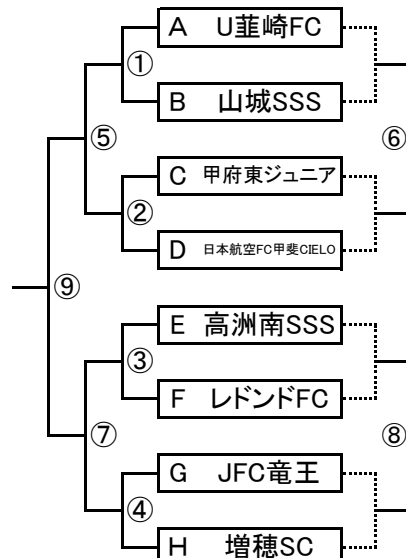 A U韮崎FC
①
B 山城SSS
⑤
⑥
C 甲府東ジュニア
②
D 日本航空FC甲斐CIELO
⑨
E 高洲南SSS
③
F レドンドFC
⑦
⑧
G JFC竜王
④
H 増穂SC